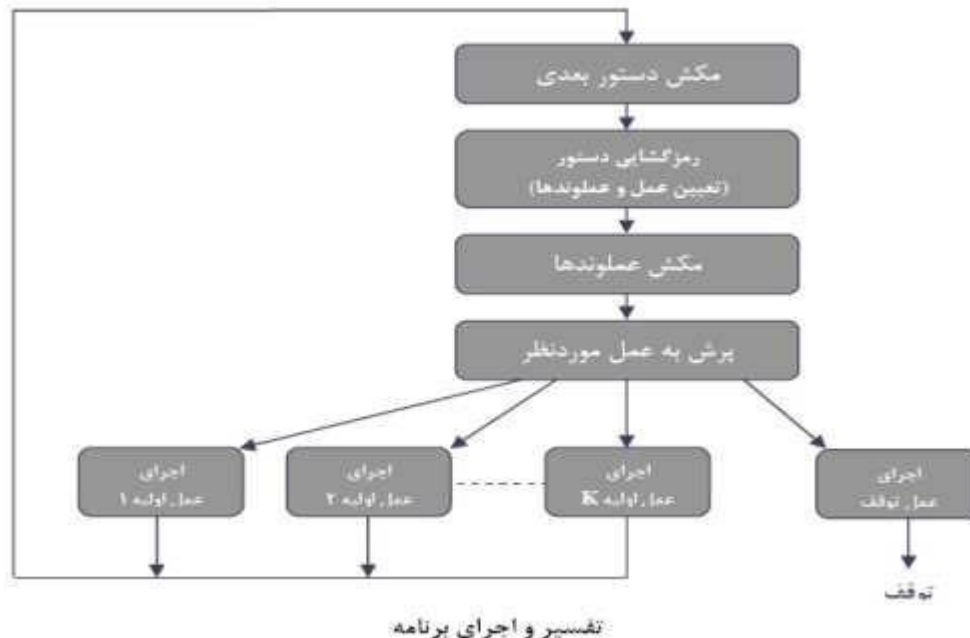 مکش دستور بعدی
رمزگشایی دستور
(تعیین عمل و عملوندها)
مکش عملوندها
پرش به عمل موردنظر
اجرای
عمل اولیه ۱
اجرای
عمل اولیه ۲
اجرای
عمل اولیه K
اجرای
عمل توقف
توقف
تفسیر و اجرای برنامه